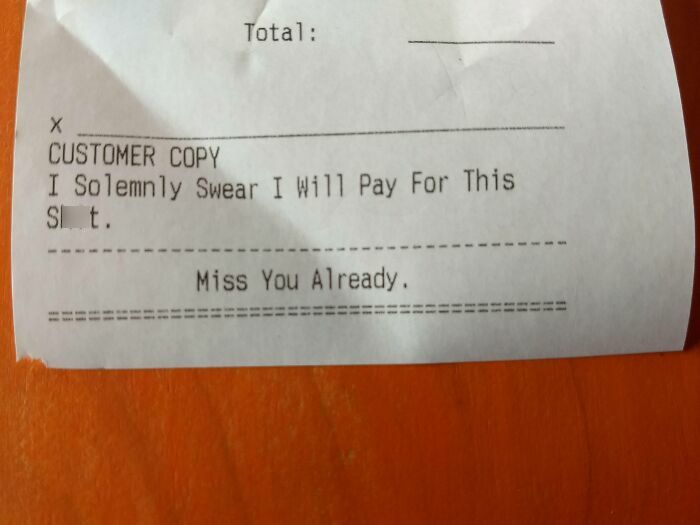 Total:
X
CUSTOMER COPY
I Solemnly Swear I Will Pay For This
Miss You Already.